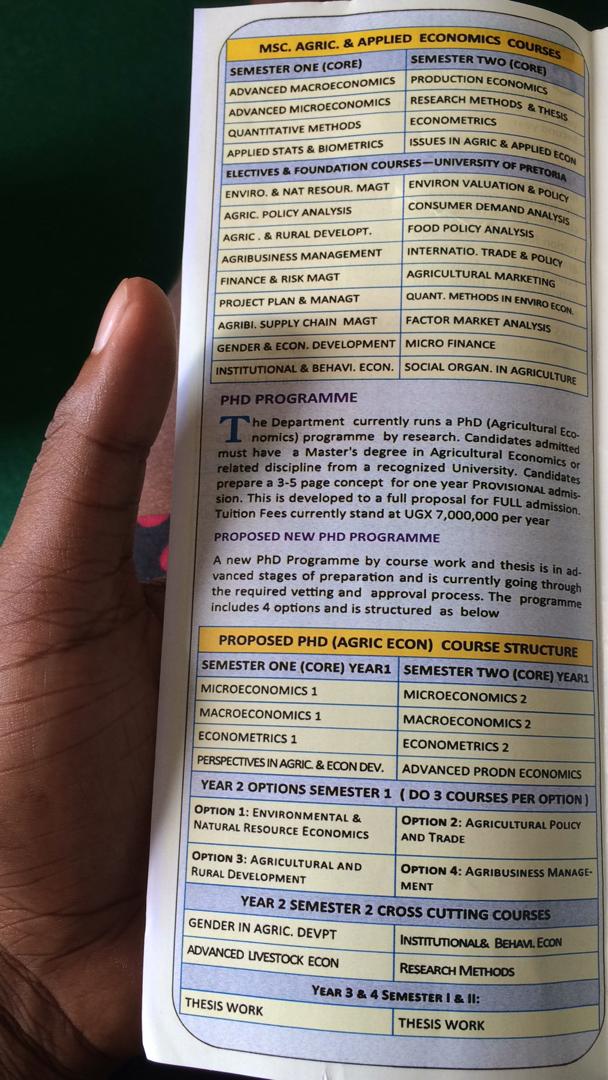 MSC. AGRIC. & APPLIED ECONOMICS COURSES
SEMESTER ONE (CORE) SEMESTER TWO (CORE)
ADVANCED MACROECONOMICS PRODUCTION ECONOMICS
ADVANCED MICROECONOMICS RESEARCH METHODS & THESIS
QUANTITATIVE METHODS ECONOMETRICS
APPLIED STATS & BIOMETRICS ISSUES IN AGRIC & APPLIED ECON
ELECTIVES & FOUNDATION COURSES—UNIVERSITY OF PRETORIA
ENVIRO. & NAT RESOUR. MAGT ENVIRON VALUATION & POLICY
AGRIC. POLICY ANALYSIS CONSUMER DEMAND ANALYSIS
AGRIC . & RURAL DEVELOPT. FOOD POLICY ANALYSIS
AGRIBUSINESS MANAGEMENT INTERNATIO. TRADE & POLICY
FINANCE & RISK MAGT AGRICULTURAL MARKETING
PROJECT PLAN & MANAGT QUANT. METHODS IN ENVIRO ECON.
AGRIBI. SUPPLY CHAIN MAGT FACTOR MARKET ANALYSIS
GENDER & ECON. DEVELOPMENT MICRO FINANCE
INSTITUTIONAL & BEHAVI. ECON. SOCIAL ORGAN. IN AGRICULTURE
PHD PROGRAMME
The Department currently runs a PhD (Agricultural Eco-
nomics) programme by research. Candidates admitted
must have a Master's degree in Agricultural Economics or
related discipline from a recognized University. Candidates
prepare a 3-5 page concept for one year PROVISIONAL admis-
sion. This is developed to a full proposal for FULL admission.
Tuition Fees currently stand at UGX 7,000,000 per year
PROPOSED NEW PHD PROGRAMME
A new PhD Programme by course work and thesis is in ad-
vanced stages of preparation and is currently going through
the required vetting and approval process. The programme
includes 4 options and is structured as below
PROPOSED PHD (AGRIC ECON) COURSE STRUCTURE
SEMESTER ONE (CORE) YEAR1 SEMESTER TWO (CORE) YEAR1
MICROECONOMICS 1 MICROECONOMICS 2
MACROECONOMICS 1 MACROECONOMICS 2
ECONOMETRICS 1 ECONOMETRICS 2
PERSPECTIVES IN AGRIC. & ECON DEV. ADVANCED PRODN ECONOMICS
YEAR 2 OPTIONS SEMESTER 1 ( DO 3 COURSES PER OPTION )
OPTION 1: ENVIRONMENTAL &
NATURAL RESOURCE ECONOMICS
OPTION 2: AGRICULTURAL POLICY
AND TRADE
OPTION 3: AGRICULTURAL AND
RURAL DEVELOPMENT
OPTION 4: AGRIBUSINESS MANAGE-
MENT
YEAR 2 SEMESTER 2 CROSS CUTTING COURSES
GENDER IN AGRIC. DEVPT INSTITUTIONAL& BEHAVI. ECON
ADVANCED LIVESTOCK ECON RESEARCH METHODS
YEAR 3 & 4 SEMESTER I & II:
THESIS WORK THESIS WORK